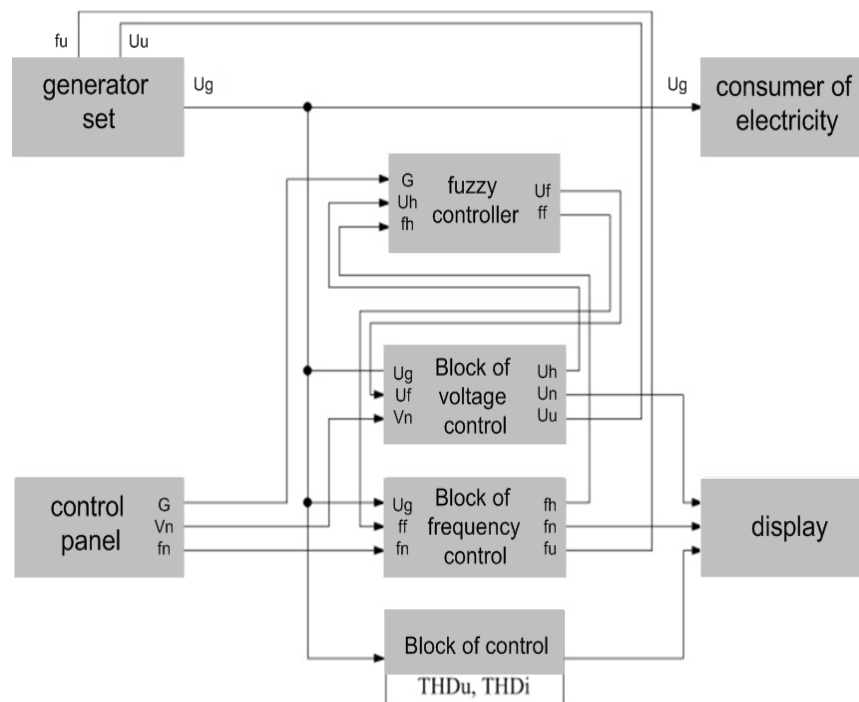 fu
Uu
generator
set
Ug
Ug
consumer of
electricity
G
Uh
fh
fuzzy
controller
Uf
ff
Ug
Uf
Vn
Block of
voltage
control
Uh
Un
Uu
control
panel
G
Vn
fn
Ug
ff
fn
Block of
frequency
control
fh
fn
fu
display
Block of control
THDu, THDi